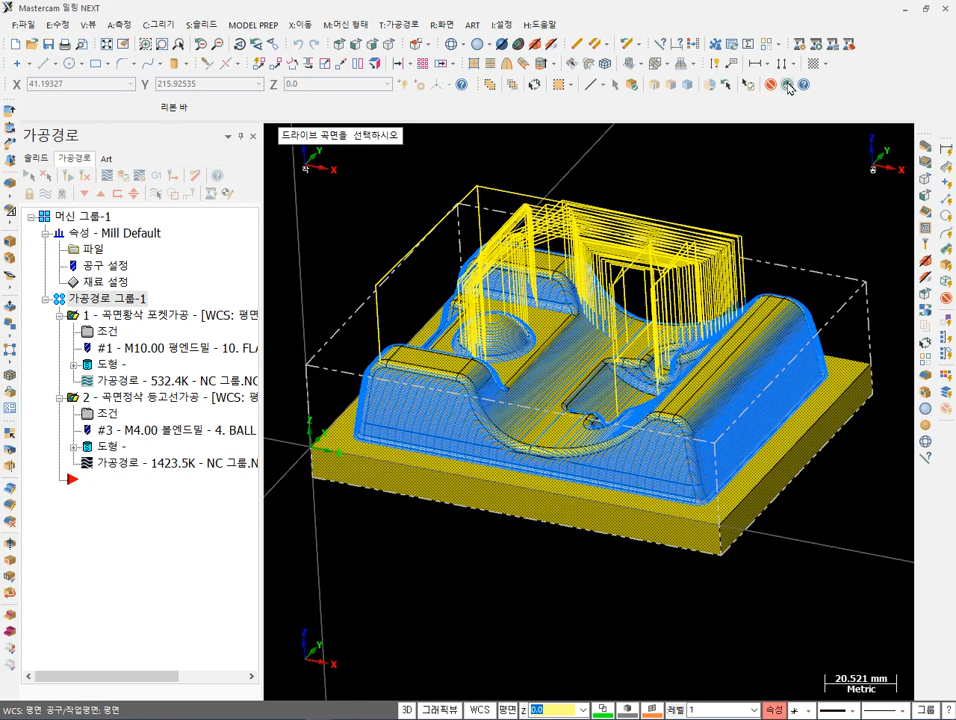 Mastercam 밀링 NEXT
F:파일 E:수정 V:뷰 A:측정 C:그리기 S:솔리드 MODEL PREP X:이동 M:머신 형태 T:가공경로 R:화면 ART I:설정 H:도움말
X 41.19327 Y 215.92535 Z 0.0
리본 바
가공경로
솔리드 가공경로 Art
G1
머신 그룹-1
속성 - Mill Default
파일
공구 설정
재료 설정
가공경로 그룹-1
1 - 곡면황삭 포켓가공 - [WCS: 평면
조건
#1 - M10.00 평엔드밀 - 10. FLA
도형 -
가공경로 - 532.4K - NC 그룹.NC
2 - 곡면정삭 등고선가공 - [WCS: 평
조건
#3 - M4.00 볼엔드밀 - 4. BALL
도형 -
가공경로 - 1423.5K - NC 그룹.N
드라이브 곡면을 선택하시오
Z Y X 작
Z Y X 공
Z Y X
Z Y X
20.521 mm
Metric
WCS: 평면 공구/작업평면: 평면
3D 그래픽뷰 WCS 평면 Z 0.0 레벨 1 속성 그룹 ?